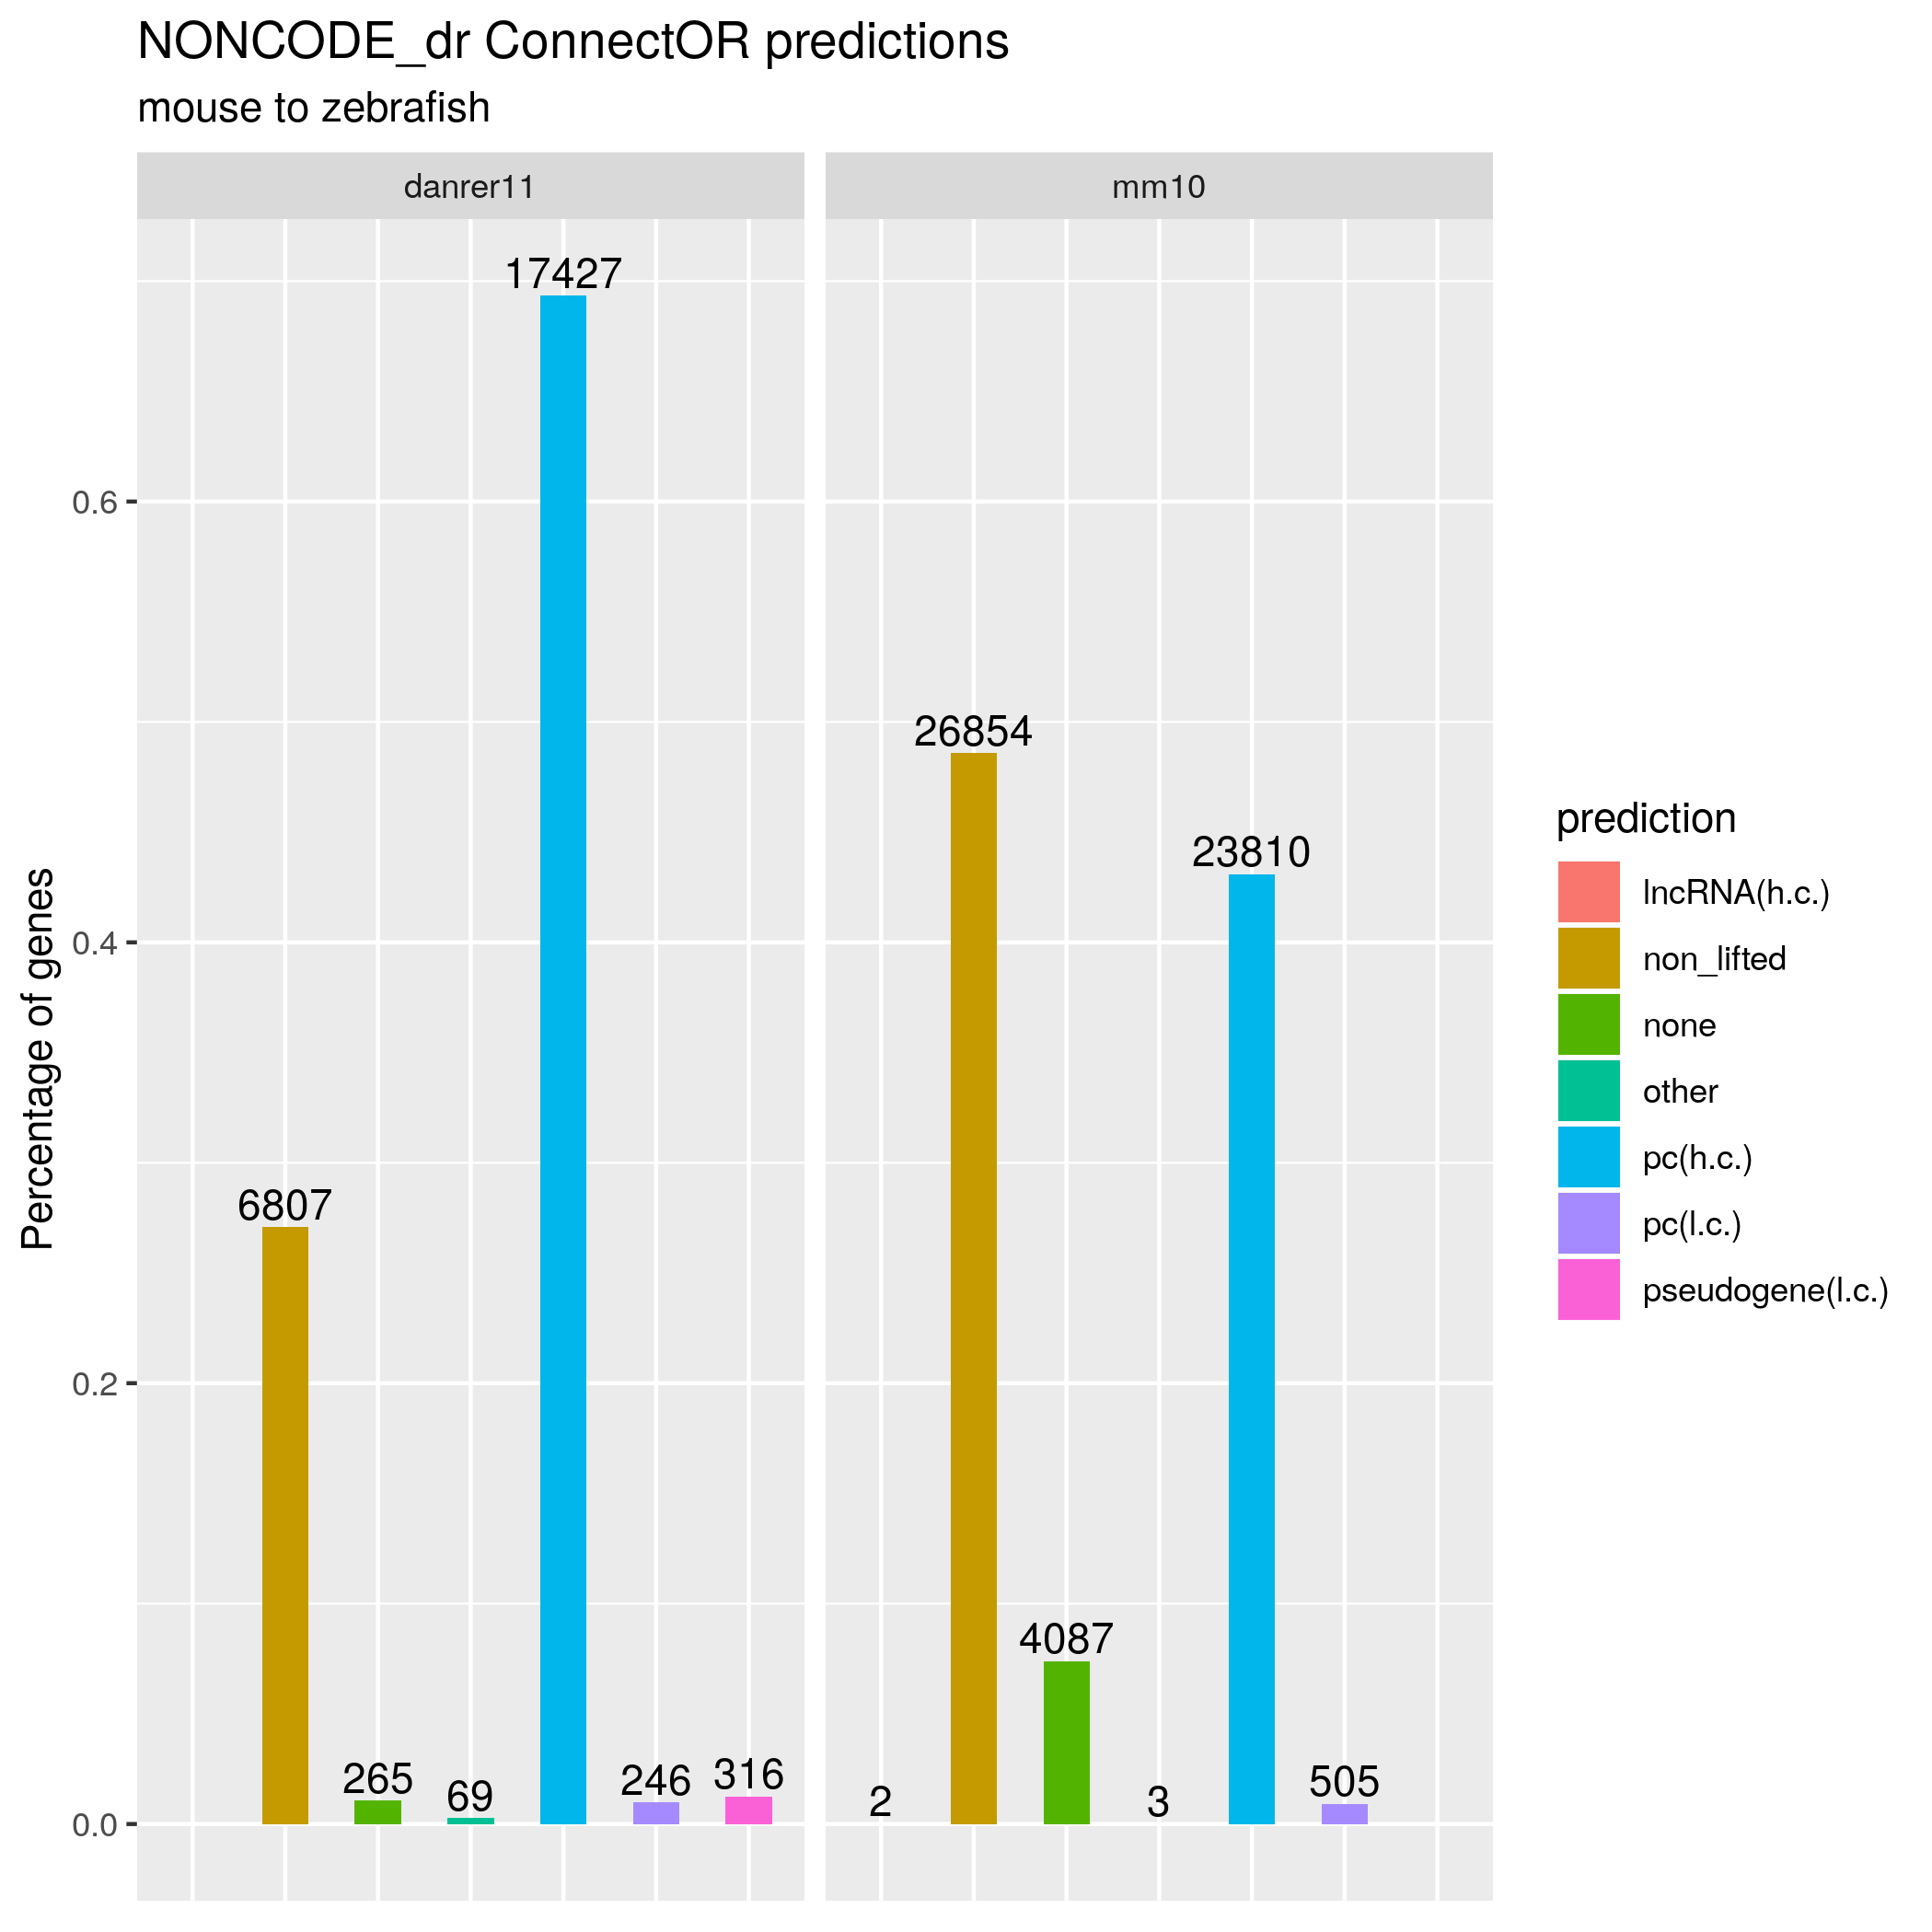 NONCODE_dr ConnectOR predictions
mouse to zebrafish
danrer11
mm10
Percentage of genes
0.6
0.4
0.2
0.0
6807
265
69
17427
246
316
2
26854
4087
3
23810
505
prediction
lncRNA(h.c.)
non_lifted
none
other
pc(h.c.)
pc(l.c.)
pseudogene(l.c.)